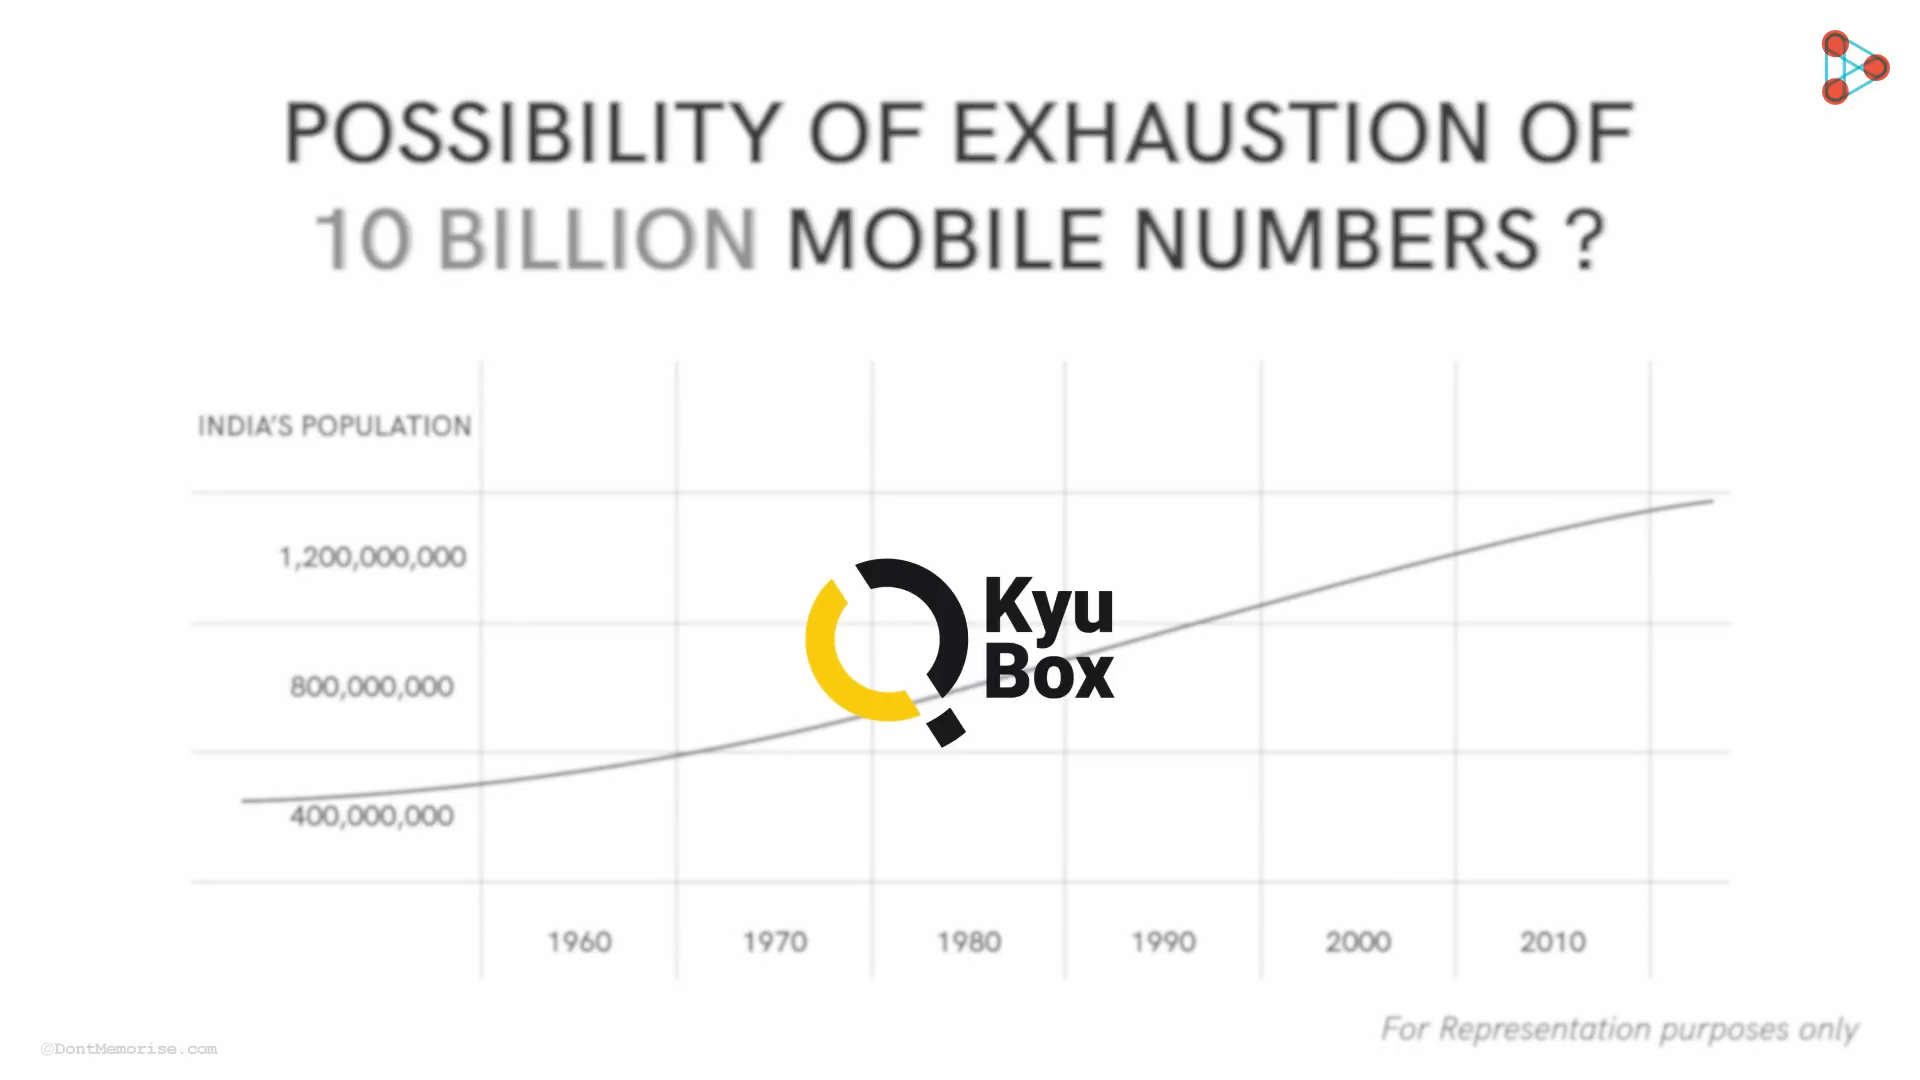 POSSIBILITY OF EXHAUSTION OF
10 BILLION MOBILE NUMBERS ?
INDIA'S POPULATION
1,200,000,000
800,000,000
400,000,000
Kyu
Box
1960 1970 1980 1990 2000 2010
For Representation purposes only
©DontMemorise.com